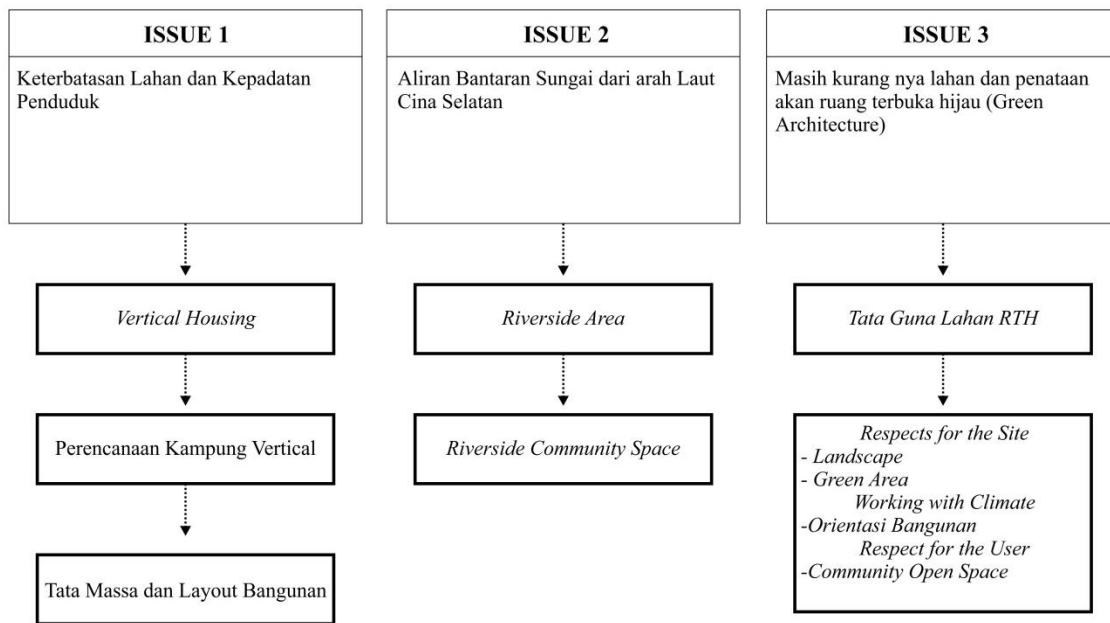 ISSUE 1
Keterbatasan Lahan dan Kepadatan
Penduduk
Vertical Housing
Perencanaan Kampung Vertical
Tata Massa dan Layout Bangunan
ISSUE 2
Aliran Bantaran Sungai dari arah Laut
Cina Selatan
Riverside Area
Riverside Community Space
ISSUE 3
Masih kurang nya lahan dan penataan
akan ruang terbuka hijau (Green
Architecture)
Tata Guna Lahan RTH
Respects for the Site
- Landscape
- Green Area
Working with Climate
-Orientasi Bangunan
Respect for the User
-Community Open Space